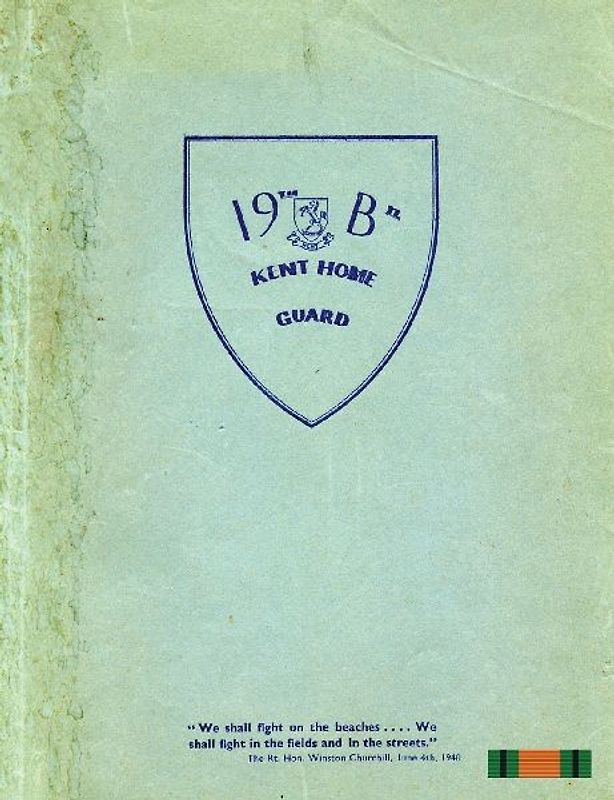 19TH Bn.
KENT HOME
GUARD
"We shall fight on the beaches .... We
shall fight in the fields and in the streets."
The Rt. Hon. Winston Churchill, June 4th, 1940